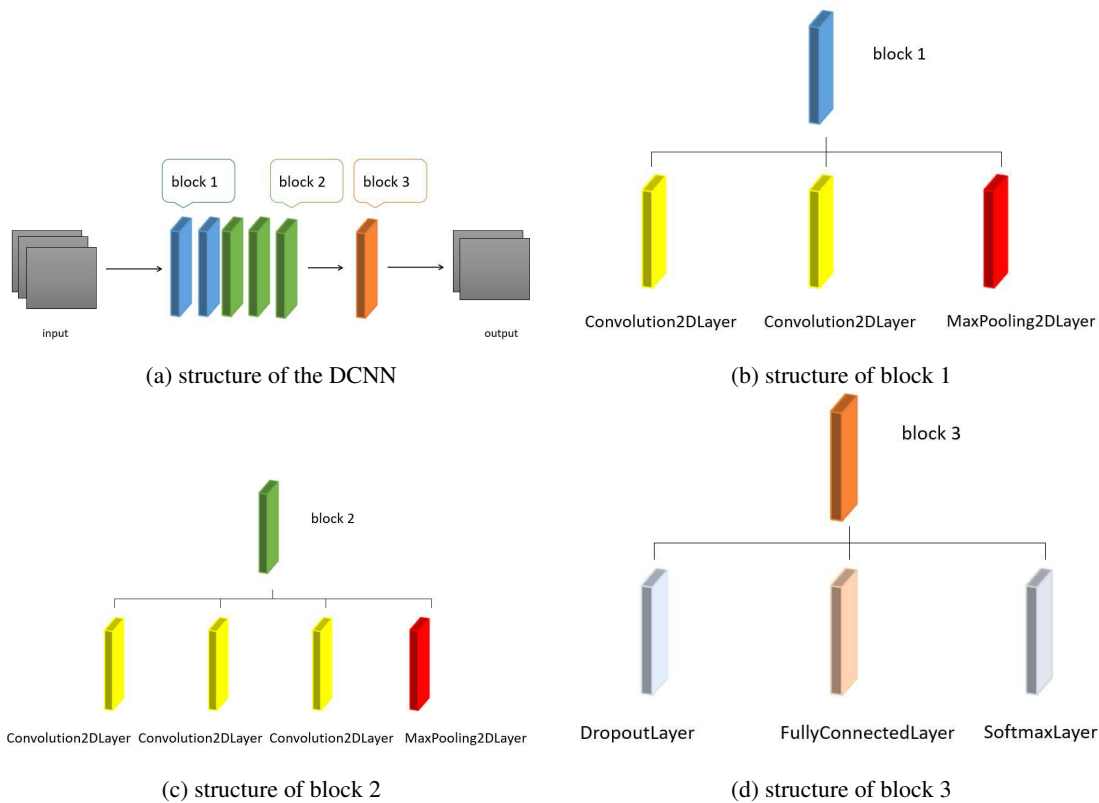 block 1
block 2
block 3
input
output
(a) structure of the DCNN
block 1
Convolution2DLayer
Convolution2DLayer
MaxPooling2DLayer
(b) structure of block 1
block 2
Convolution2DLayer
Convolution2DLayer
Convolution2DLayer
MaxPooling2DLayer
(c) structure of block 2
block 3
DropoutLayer
FullyConnectedLayer
SoftmaxLayer
(d) structure of block 3